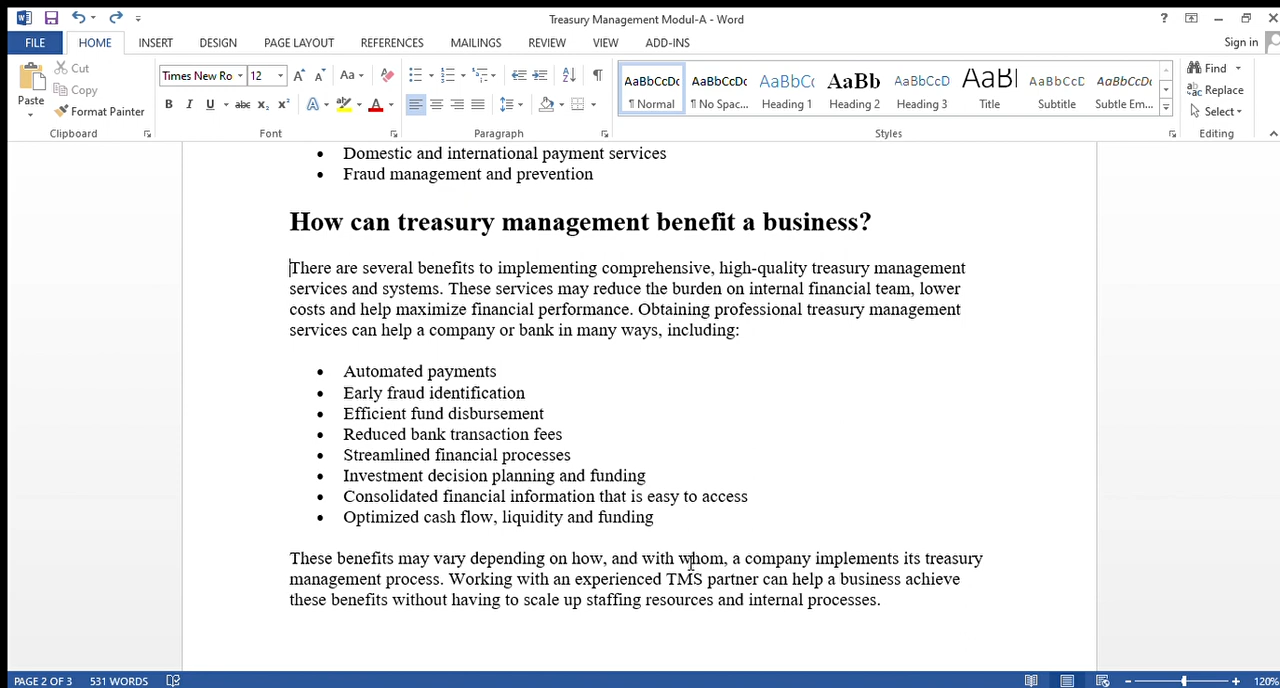 Treasury Management Modul-A - Word
?
FILE HOME INSERT DESIGN PAGE LAYOUT REFERENCES MAILINGS REVIEW VIEW ADD-INS Sign in
Paste
Cut
Copy
Format Painter
Clipboard
Times New Ro 12
Aa
B I U abc X₂ X²
Font
Paragraph
AaBbCcDc AaBbCcDc AaBbCc AaBb AaBbCcD AaBl AaBbCcD AaBbCcDc
¶ Normal ¶ No Spac... Heading 1 Heading 2 Heading 3 Title Subtitle Subtle Em...
Styles
Find
Replace
Select
Editing
• Domestic and international payment services
• Fraud management and prevention
How can treasury management benefit a business?
There are several benefits to implementing comprehensive, high-quality treasury management
services and systems. These services may reduce the burden on internal financial team, lower
costs and help maximize financial performance. Obtaining professional treasury management
services can help a company or bank in many ways, including:
• Automated payments
• Early fraud identification
• Efficient fund disbursement
• Reduced bank transaction fees
• Streamlined financial processes
• Investment decision planning and funding
• Consolidated financial information that is easy to access
• Optimized cash flow, liquidity and funding
These benefits may vary depending on how, and with whom, a company implements its treasury
management process. Working with an experienced TMS partner can help a business achieve
these benefits without having to scale up staffing resources and internal processes.
PAGE 2 OF 3 531 WORDS 120%